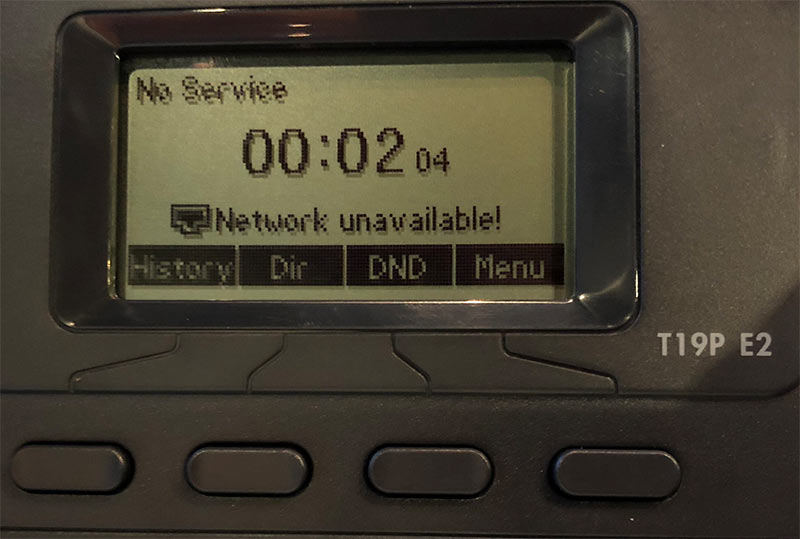 No Service
00:02 04
Network unavailable!
History Dir DND Menu
T19P E2